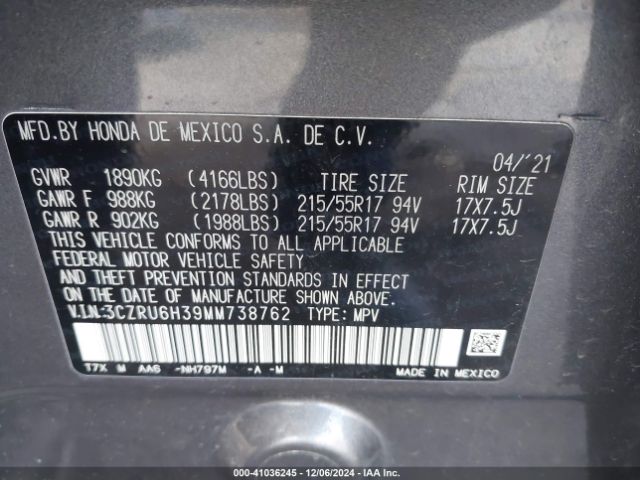 MFD.BY HONDA DE MEXICO S.A. DE C.V.
04/'21
GVWR 1890KG (4166LBS) TIRE SIZE RIM SIZE
GAWR F 988KG (2178LBS) 215/55R17 94V 17X7.5J
GAWR R 902KG (1988LBS) 215/55R17 94V 17X7.5J
THIS VEHICLE CONFORMS TO ALL APPLICABLE
FEDERAL MOTOR VEHICLE SAFETY
AND THEFT PREVENTION STANDARDS IN EFFECT
ON THE DATE OF MANUFACTURE SHOWN ABOVE.
V.I.N:3CZRU6H39MM738762 TYPE: MPV
T7X M AA6 -NH797M -A -M
MADE IN MEXICO
000-41036245 - 12/06/2024 - IAA Inc.